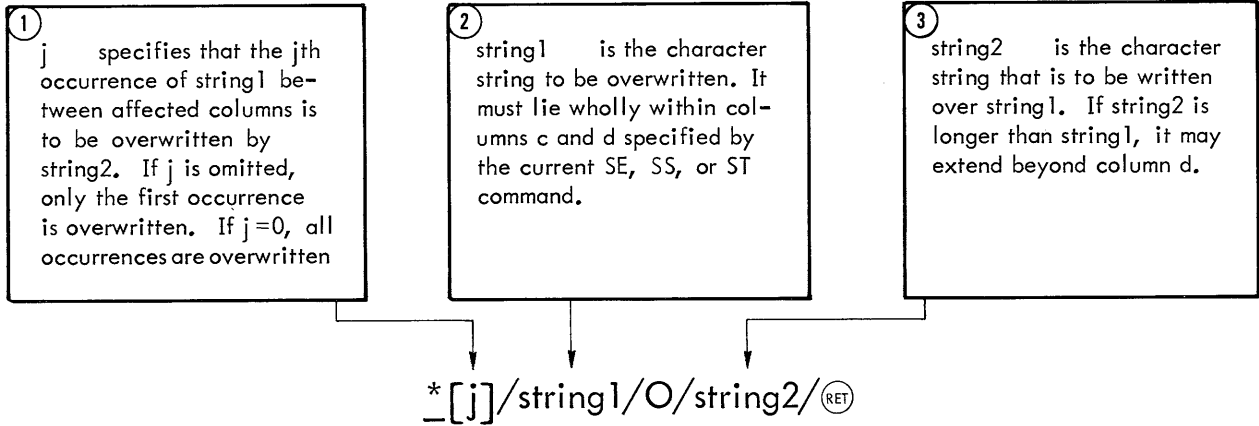 1
j specifies that the jth
occurrence of string1 be-
tween affected columns is
to be overwritten by
string2. If j is omitted,
only the first occurrence
is overwritten. If j=0, all
occurrences are overwritten
2
string1 is the character
string to be overwritten. It
must lie wholly within col-
umns c and d specified by
the current SE, SS, or ST
command.
3
string2 is the character
string that is to be written
over string1. If string2 is
longer than string1, it may
extend beyond column d.
*[j]/string1/O/string2/ RET